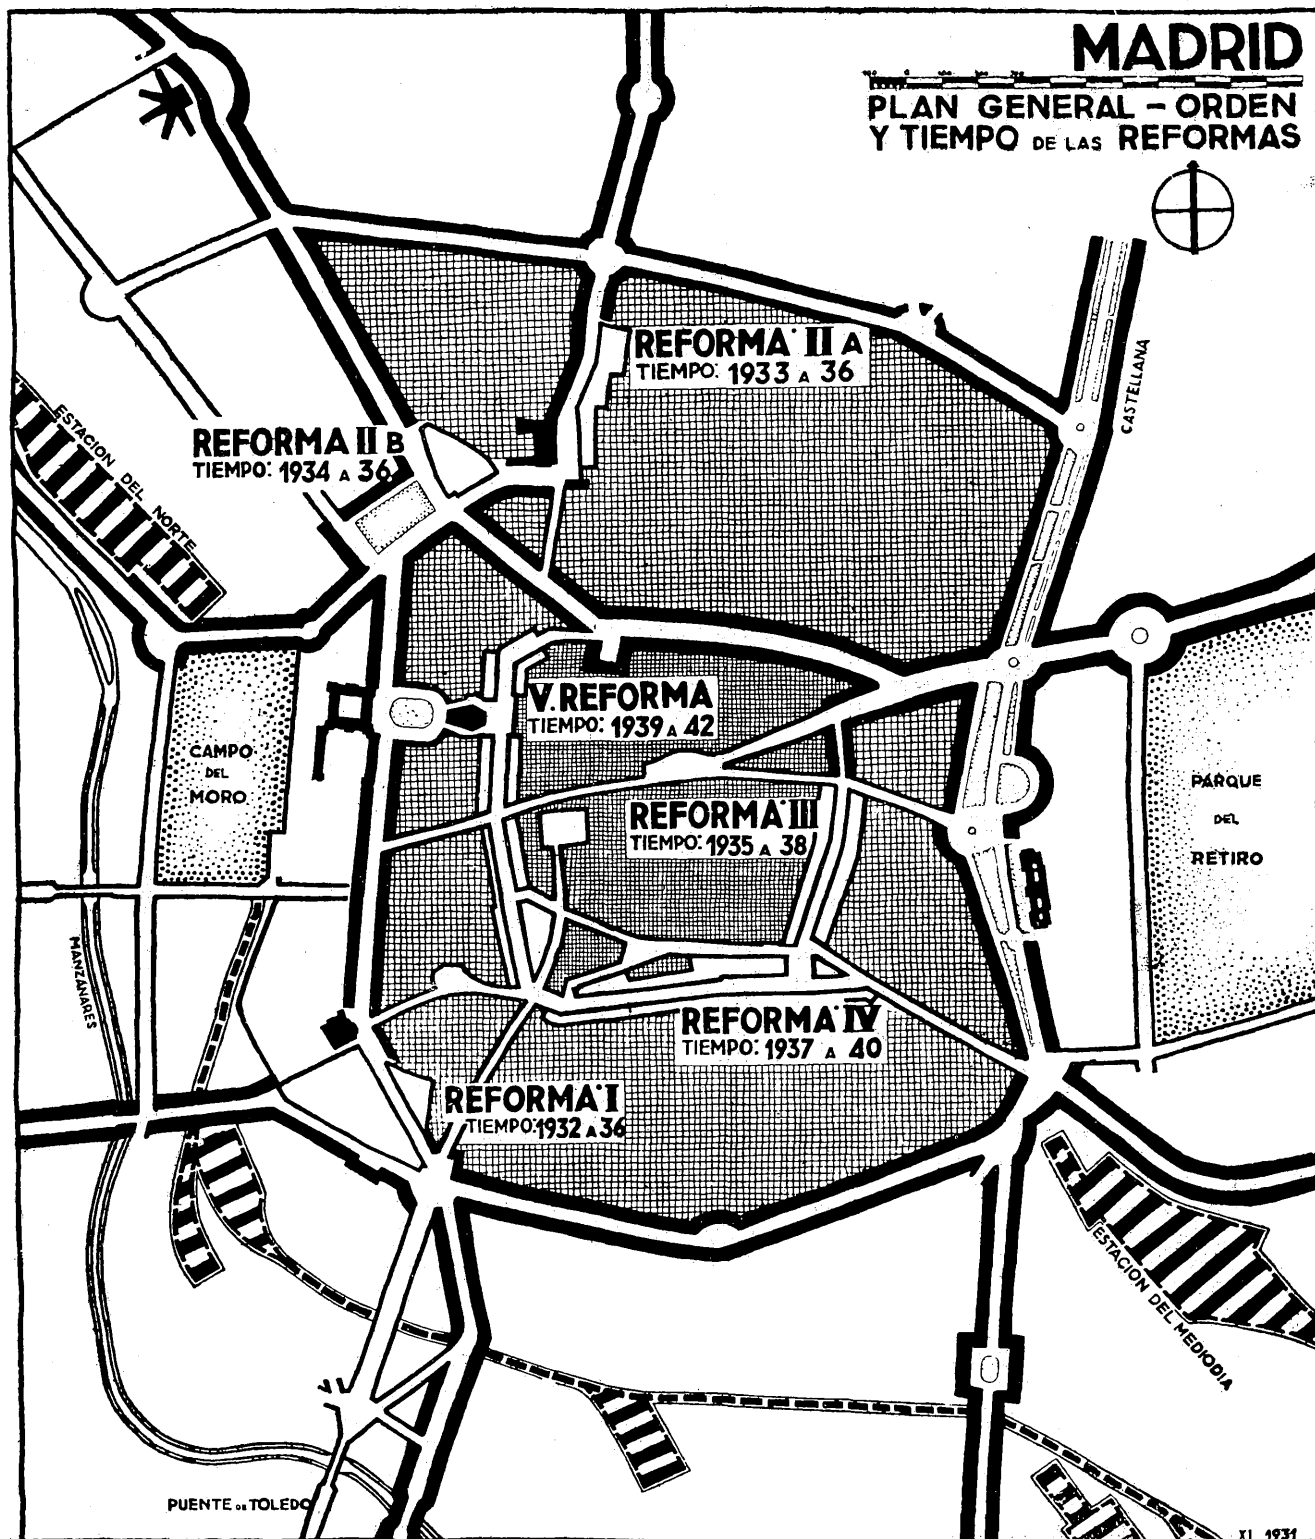 MADRID
PLAN GENERAL - ORDEN
Y TIEMPO DE LAS REFORMAS
CASTELLANA
REFORMA II A
TIEMPO: 1933 A 36
REFORMA II B
TIEMPO: 1934 A 36
ESTACION DEL NORTE
V. REFORMA
TIEMPO: 1939 A 42
CAMPO
DEL
MORO
REFORMA III
TIEMPO: 1935 A 38
PARQUE
DEL
RETIRO
MANZANARES
REFORMA IV
TIEMPO: 1937 A 40
REFORMA I
TIEMPO: 1932 A 36
ESTACION DEL MEDIODIA
PUENTE DE TOLEDO
XI 1931